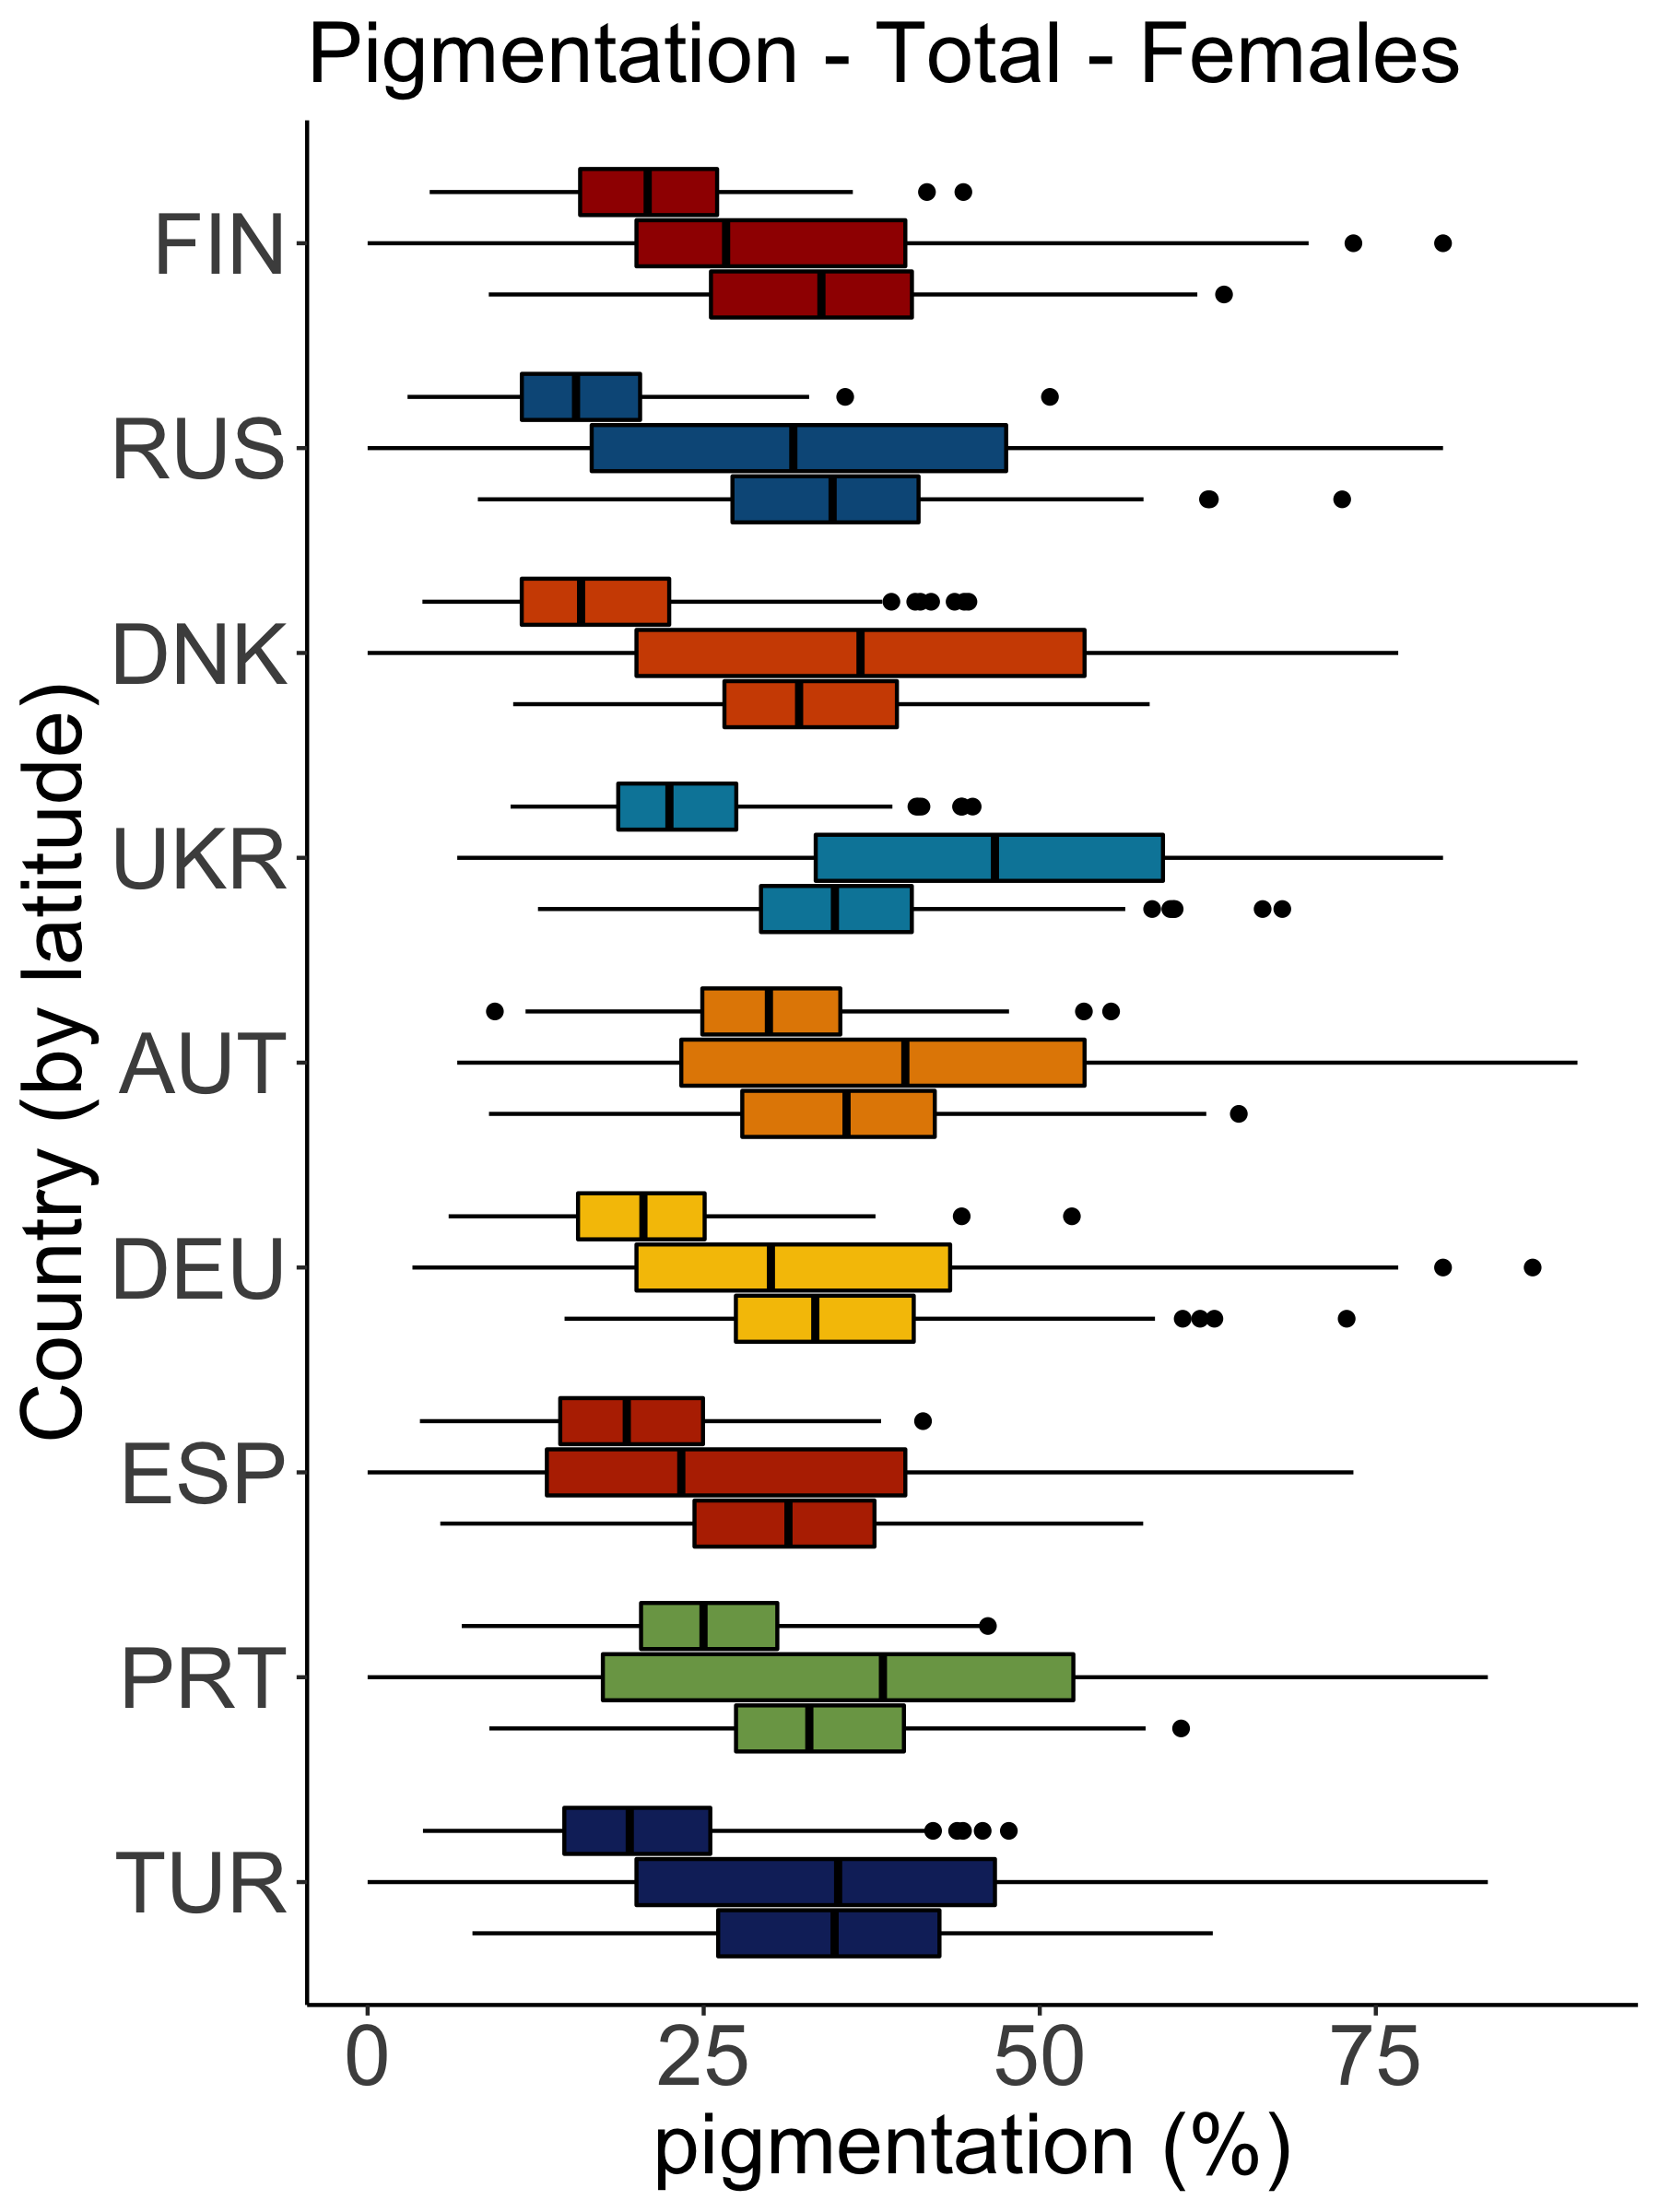 Pigmentation - Total - Females
Country (by latitude)
FIN
RUS
DNK
UKR
AUT
DEU
ESP
PRT
TUR
0 25 50 75
pigmentation (%)